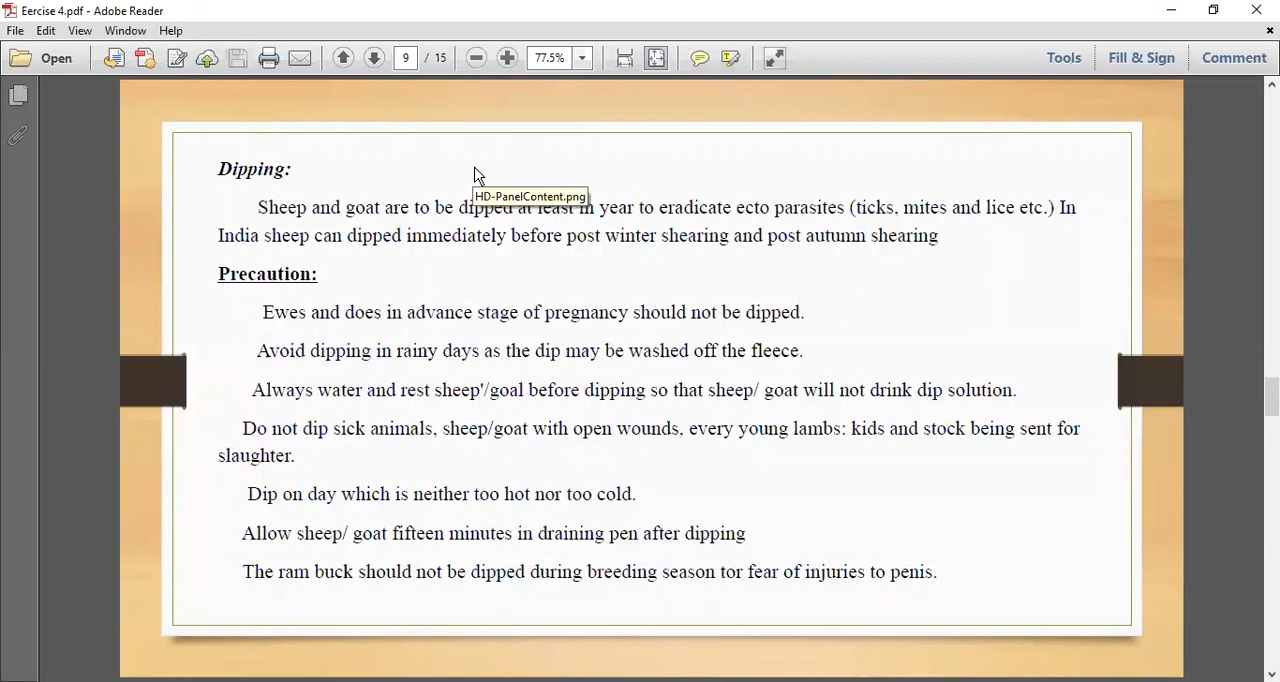 Eercise 4.pdf - Adobe Reader
File Edit View Window Help
Open 9 / 15 77.5% Tools Fill & Sign Comment
Dipping:
HD-PanelContent.png
Sheep and goat are to be dipped at least in year to eradicate ecto parasites (ticks, mites and lice etc.) In
India sheep can dipped immediately before post winter shearing and post autumn shearing
Precaution:
Ewes and does in advance stage of pregnancy should not be dipped.
Avoid dipping in rainy days as the dip may be washed off the fleece.
Always water and rest sheep'/goal before dipping so that sheep/ goat will not drink dip solution.
Do not dip sick animals, sheep/goat with open wounds, every young lambs: kids and stock being sent for
slaughter.
Dip on day which is neither too hot nor too cold.
Allow sheep/ goat fifteen minutes in draining pen after dipping
The ram buck should not be dipped during breeding season tor fear of injuries to penis.